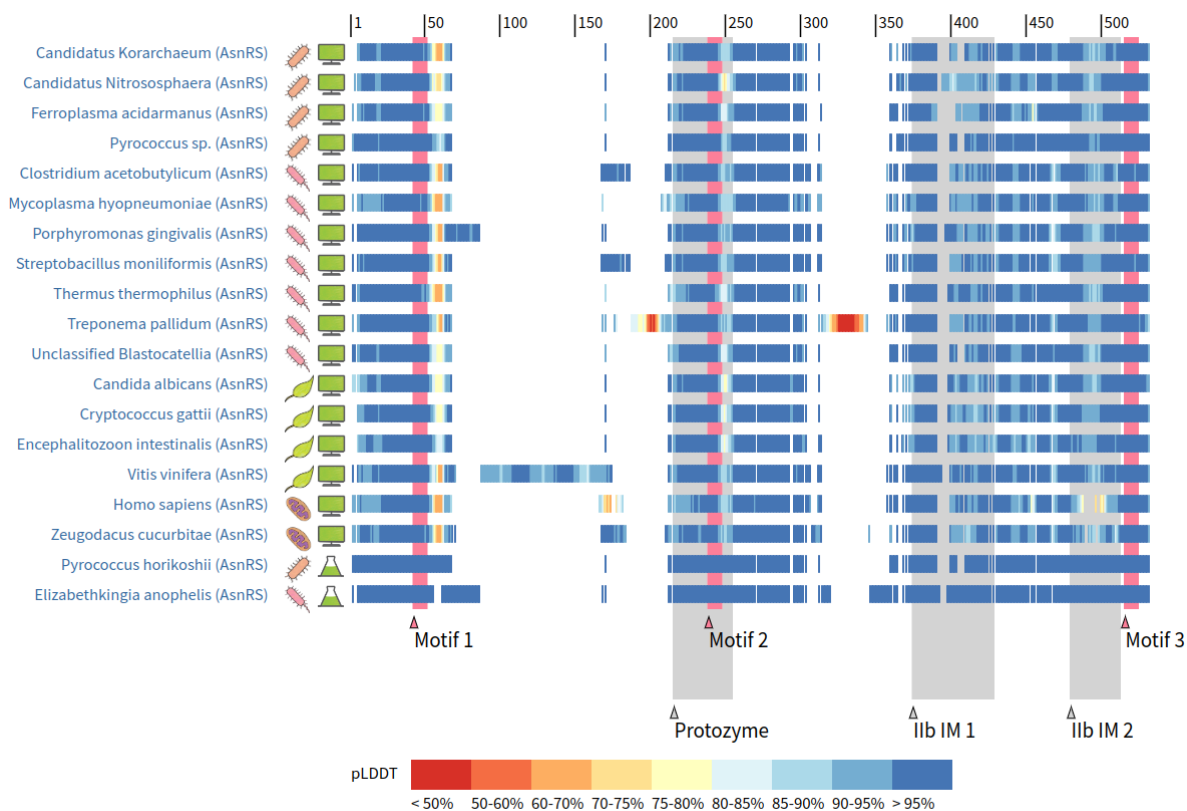 1 50 100 150 200 250 300 350 400 450 500
Candidatus Korarchaeum (AsnRS)
Candidatus Nitrososphaera (AsnRS)
Ferroplasma acidarmanus (AsnRS)
Pyrococcus sp. (AsnRS)
Clostridium acetobutylicum (AsnRS)
Mycoplasma hyopneumoniae (AsnRS)
Porphyromonas gingivalis (AsnRS)
Streptobacillus moniliformis (AsnRS)
Thermus thermophilus (AsnRS)
Treponema pallidum (AsnRS)
Unclassified Blastocatellia (AsnRS)
Candida albicans (AsnRS)
Cryptococcus gattii (AsnRS)
Encephalitozoon intestinalis (AsnRS)
Vitis vinifera (AsnRS)
Homo sapiens (AsnRS)
Zeugodacus cucurbitae (AsnRS)
Pyrococcus horikoshii (AsnRS)
Elizabethkingia anophelis (AsnRS)
Motif 1 Motif 2 Motif 3
Protozyme IIb IM 1 IIb IM 2
pLDDT
< 50% 50-60% 60-70% 70-75% 75-80% 80-85% 85-90% 90-95% > 95%